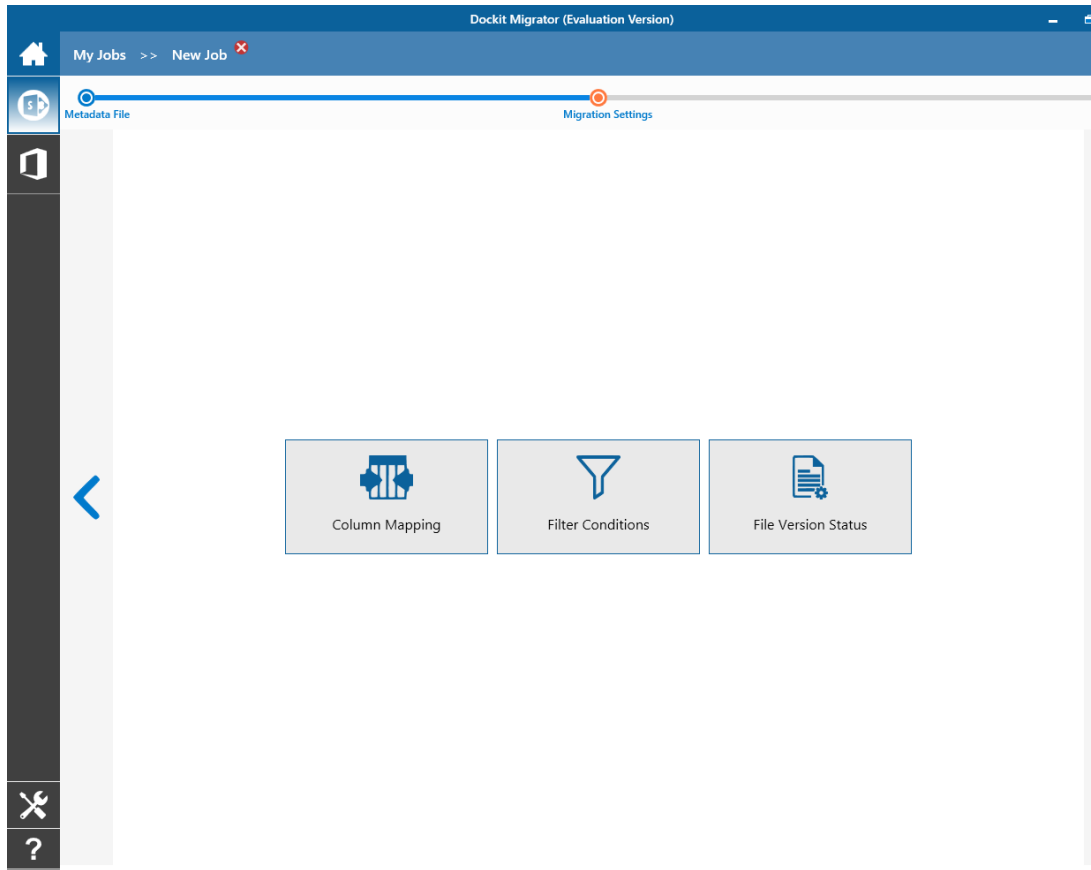 Dockit Migrator (Evaluation Version)
My Jobs >> New Job
Metadata File
Migration Settings
Column Mapping
Filter Conditions
File Version Status
?